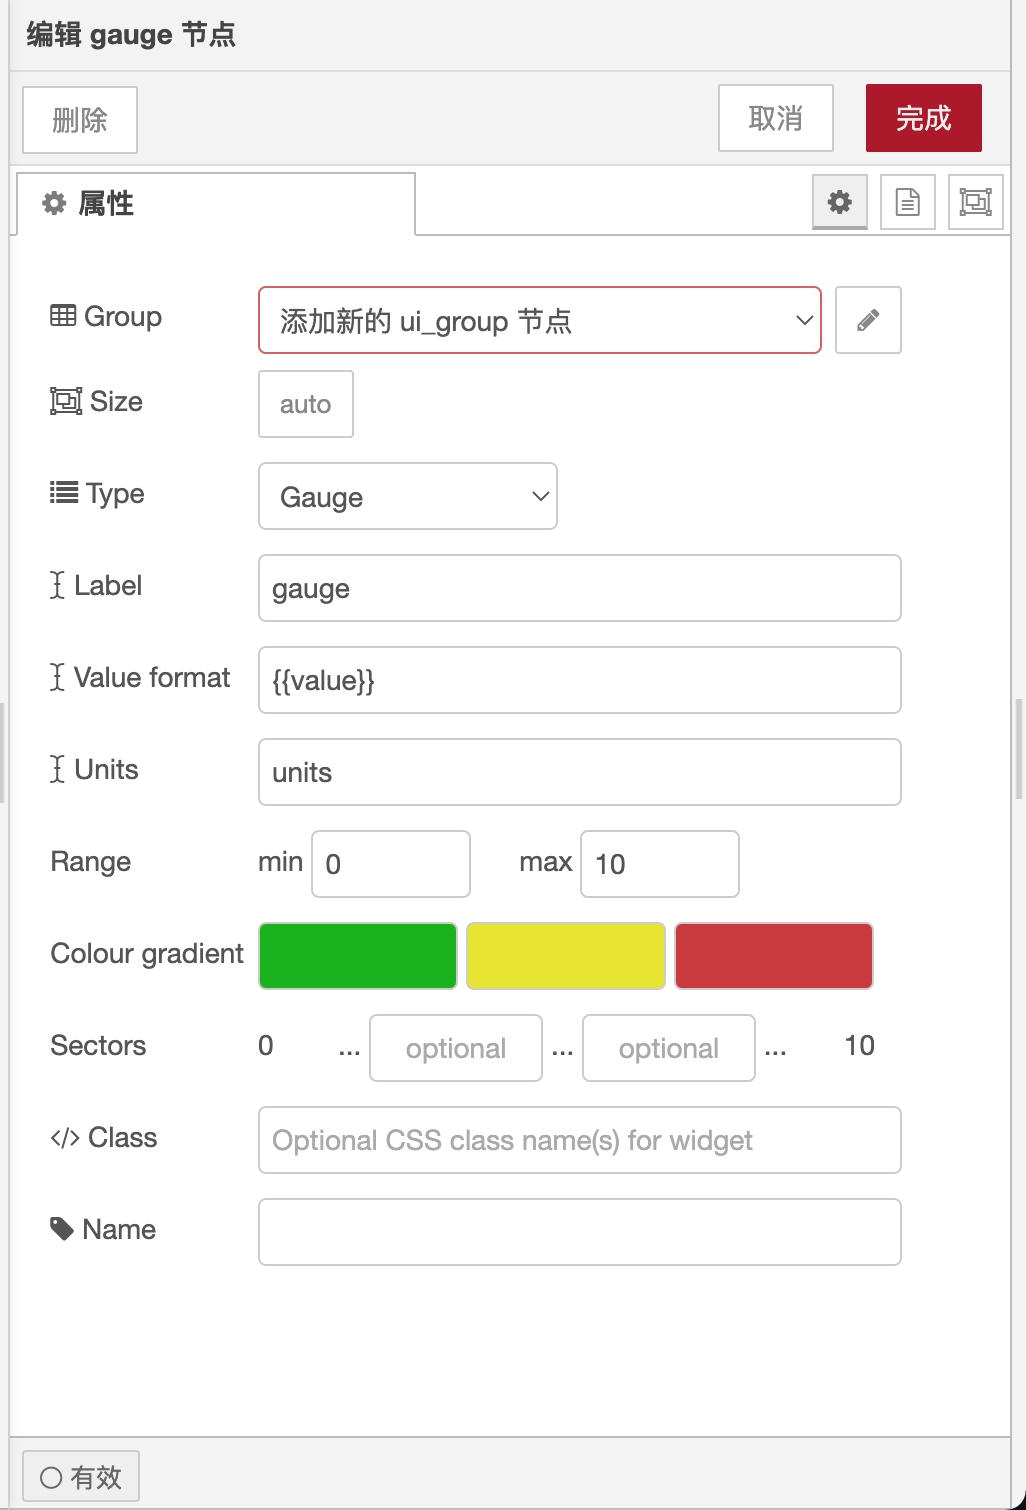 编辑 gauge 节点
删除 取消 完成
属性
Group 添加新的 ui_group 节点
Size auto
Type Gauge
Label gauge
Value format {{value}}
Units units
Range min 0 max 10
Colour gradient
Sectors 0 ... optional ... optional ... 10
</> Class Optional CSS class name(s) for widget
Name
有效